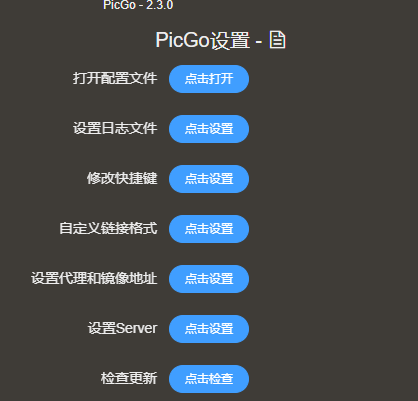 PicGo - 2.3.0
PicGo设置 -
打开配置文件 点击打开
设置日志文件 点击设置
修改快捷键 点击设置
自定义链接格式 点击设置
设置代理和镜像地址 点击设置
设置Server 点击设置
检查更新 点击检查